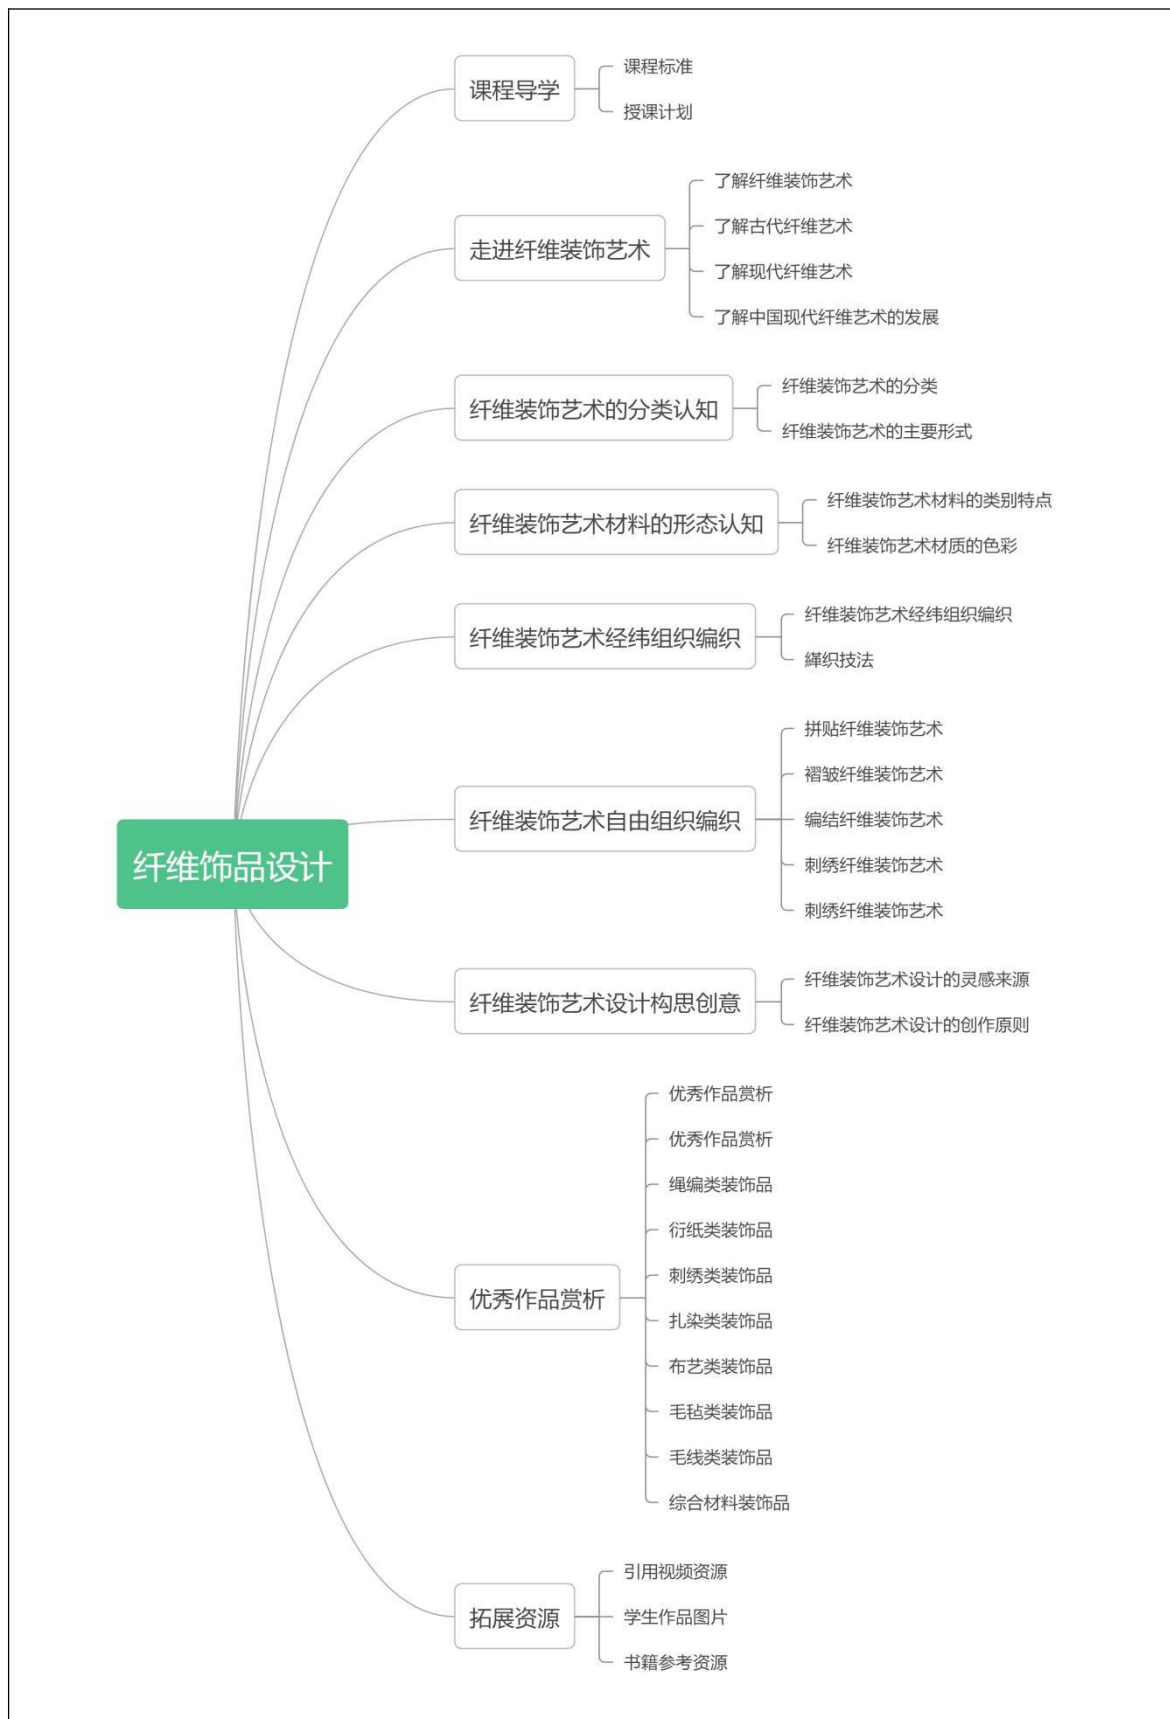 纤维饰品设计
课程导学
课程标准
授课计划
走进纤维装饰艺术
了解纤维装饰艺术
了解古代纤维艺术
了解现代纤维艺术
了解中国现代纤维艺术的发展
纤维装饰艺术的分类认知
纤维装饰艺术的分类
纤维装饰艺术的主要形式
纤维装饰艺术材料的形态认知
纤维装饰艺术材料的类别特点
纤维装饰艺术材质的色彩
纤维装饰艺术经纬组织编织
纤维装饰艺术经纬组织编织
緙织技法
纤维装饰艺术自由组织编织
拼贴纤维装饰艺术
褶皱纤维装饰艺术
编结纤维装饰艺术
刺绣纤维装饰艺术
刺绣纤维装饰艺术
纤维装饰艺术设计构思创意
纤维装饰艺术设计的灵感来源
纤维装饰艺术设计的创作原则
优秀作品赏析
优秀作品赏析
优秀作品赏析
绳编类装饰品
衍纸类装饰品
刺绣类装饰品
扎染类装饰品
布艺类装饰品
毛毡类装饰品
毛线类装饰品
综合材料装饰品
拓展资源
引用视频资源
学生作品图片
书籍参考资源